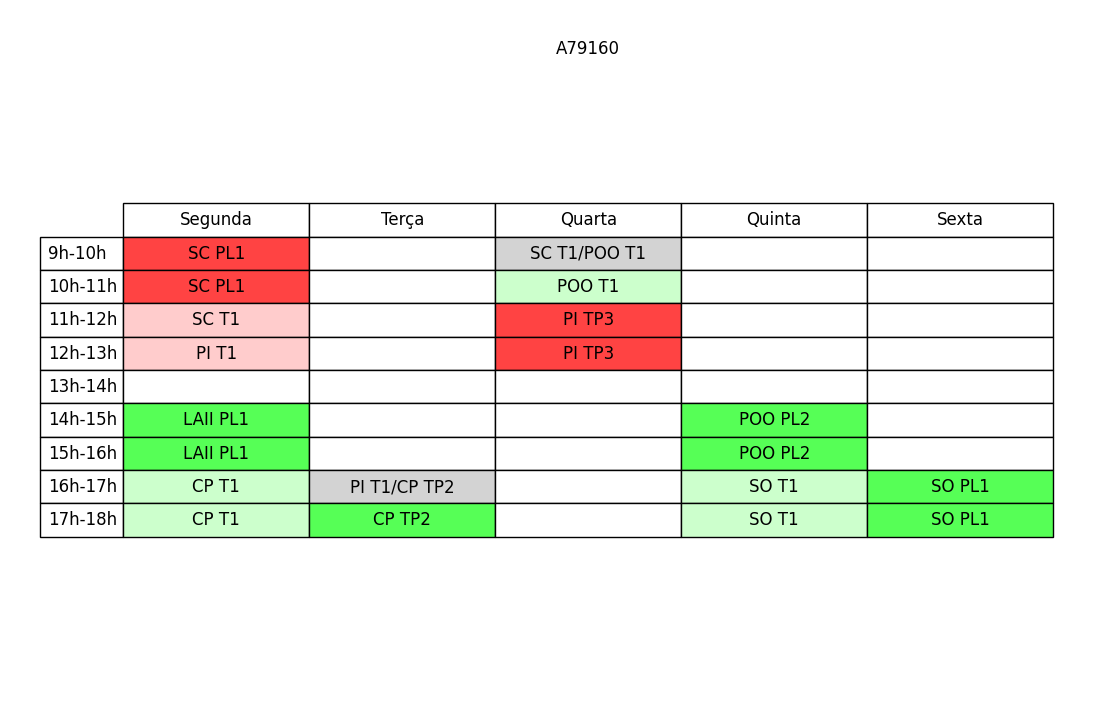 A79160
Segunda Terça Quarta Quinta Sexta
9h-10h SC PL1 SC T1/POO T1
10h-11h SC PL1 POO T1
11h-12h SC T1 PI TP3
12h-13h PI T1 PI TP3
13h-14h
14h-15h LAII PL1 POO PL2
15h-16h LAII PL1 POO PL2
16h-17h CP T1 PI T1/CP TP2 SO T1 SO PL1
17h-18h CP T1 CP TP2 SO T1 SO PL1